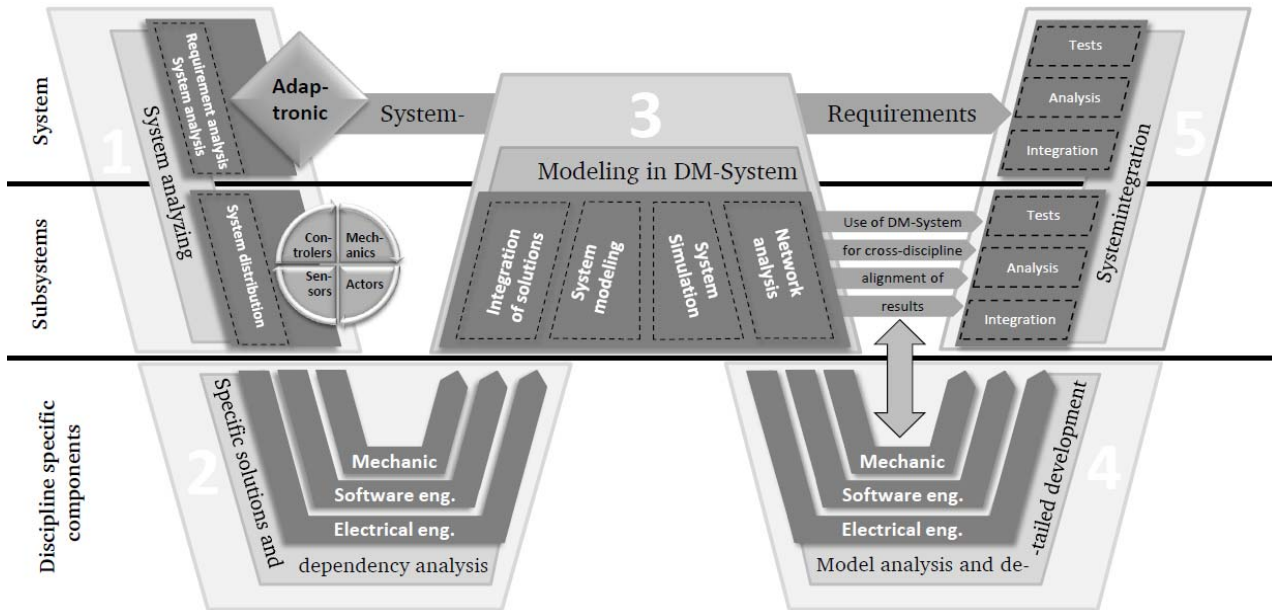 System
Subsystems
Discipline specific
components
1
System analyzing
Requirement analysis
System analysis
Adap-
tronic
System distribution
Con-
trolers
Mech-
anics
Sen-
sors
Actors
System-
Requirements
3
Modeling in DM-System
Integration
of solutions
System
modeling
System
Simulation
Network
analysis
Use of DM-System
for cross-discipline
alignment of
results
5
Systemintegration
Tests
Analysis
Integration
Tests
Analysis
Integration
2
Specific solutions and
dependency analysis
Mechanic
Software eng.
Electrical eng.
4
Model analysis and de-
-tailed development
Mechanic
Software eng.
Electrical eng.